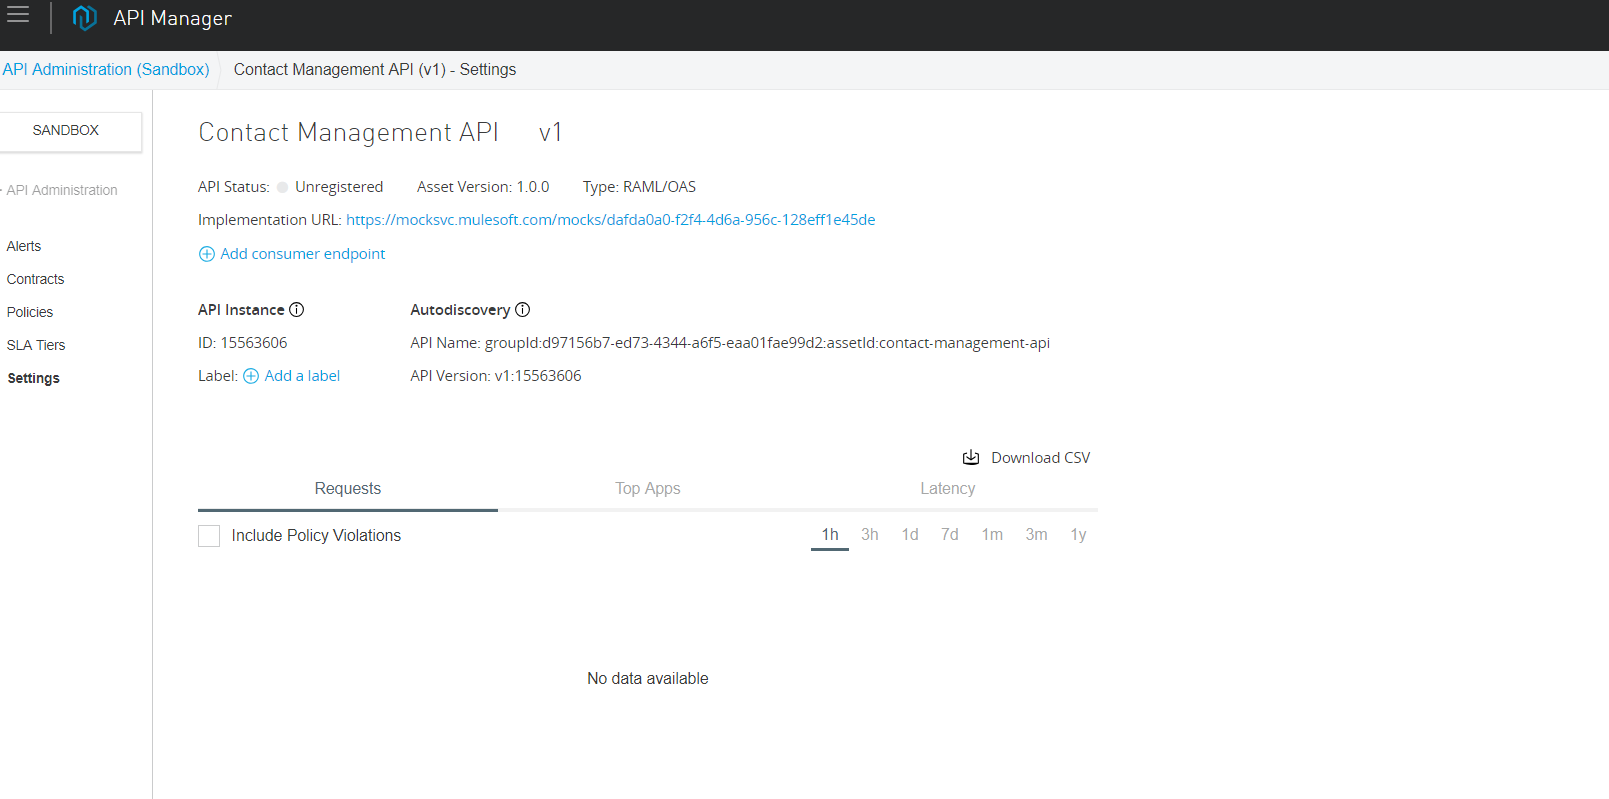 API Manager
API Administration (Sandbox) Contact Management API (v1) - Settings
SANDBOX
API Administration
Alerts
Contracts
Policies
SLA Tiers
Settings
Contact Management API v1
API Status: Unregistered Asset Version: 1.0.0 Type: RAML/OAS
Implementation URL: https://mocksvc.mulesoft.com/mocks/dafda0a0-f2f4-4d6a-956c-128eff1e45de
Add consumer endpoint
API Instance Autodiscovery
ID: 15563606 API Name: groupId:d97156b7-ed73-4344-a6f5-eaa01fae99d2:assetId:contact-management-api
Label: Add a label API Version: v1:15563606
Download CSV
Requests Top Apps Latency
Include Policy Violations 1h 3h 1d 7d 1m 3m 1y
No data available